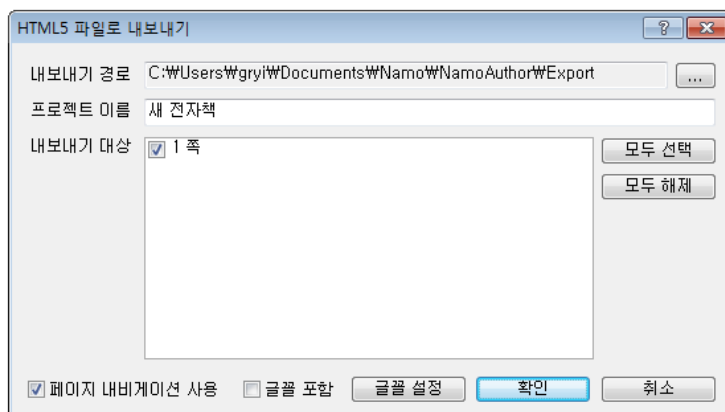 HTML5 파일로 내보내기
내보내기 경로 C:₩Users₩gryi₩Documents₩Namo₩NamoAuthor₩Export ...
프로젝트 이름 새 전자책
내보내기 대상 1 쪽 모두 선택
모두 해제
페이지 내비게이션 사용 글꼴 포함 글꼴 설정 확인 취소